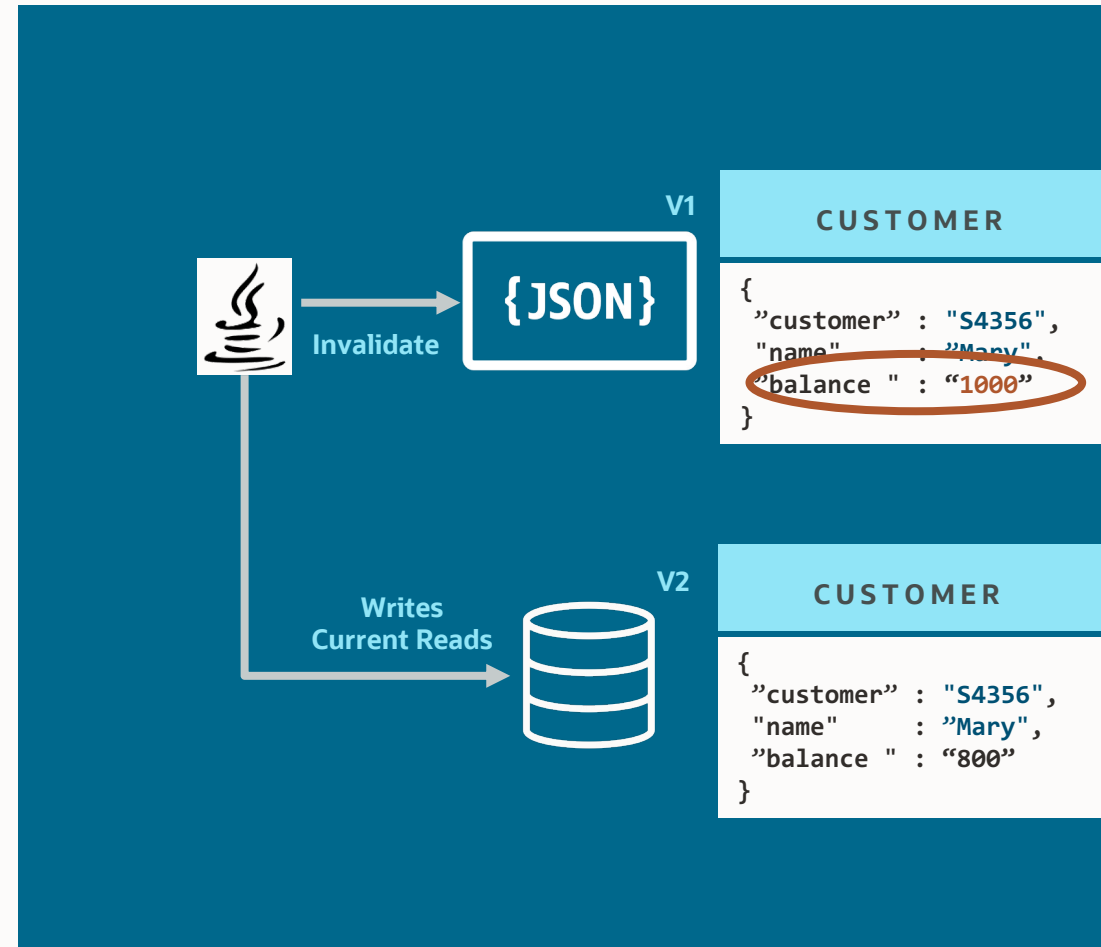 V1
CUSTOMER
{JSON}
Invalidate
{
”customer” : "S4356",
"name" : ”Mary",
”balance " : “1000”
}
V2
CUSTOMER
Writes
Current Reads
{
”customer” : "S4356",
"name" : ”Mary",
”balance " : “800”
}